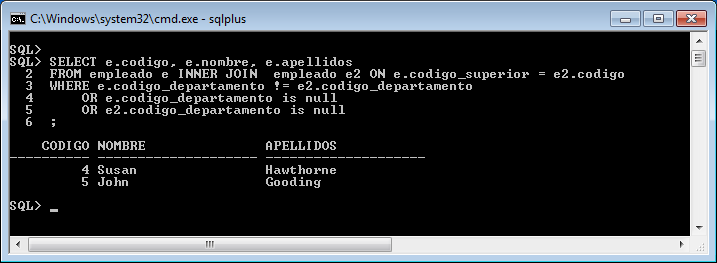 C:\Windows\system32\cmd.exe - sqlplus
SQL>
SQL> SELECT e.codigo, e.nombre, e.apellidos
  2  FROM empleado e INNER JOIN  empleado e2 ON e.codigo_superior = e2.codigo
  3  WHERE e.codigo_departamento != e2.codigo_departamento
  4      OR e.codigo_departamento is null
  5      OR e2.codigo_departamento is null
  6  ;
    CODIGO NOMBRE               APELLIDOS
---------- -------------------- --------------------
         4 Susan                Hawthorne
         5 John                 Gooding
SQL> _